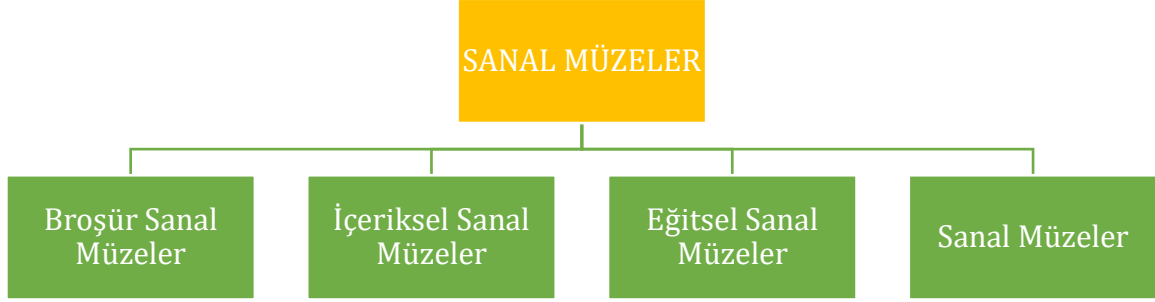 SANAL MÜZELER
Broşür Sanal
Müzeler
İçeriksel Sanal
Müzeler
Eğitsel Sanal
Müzeler
Sanal Müzeler